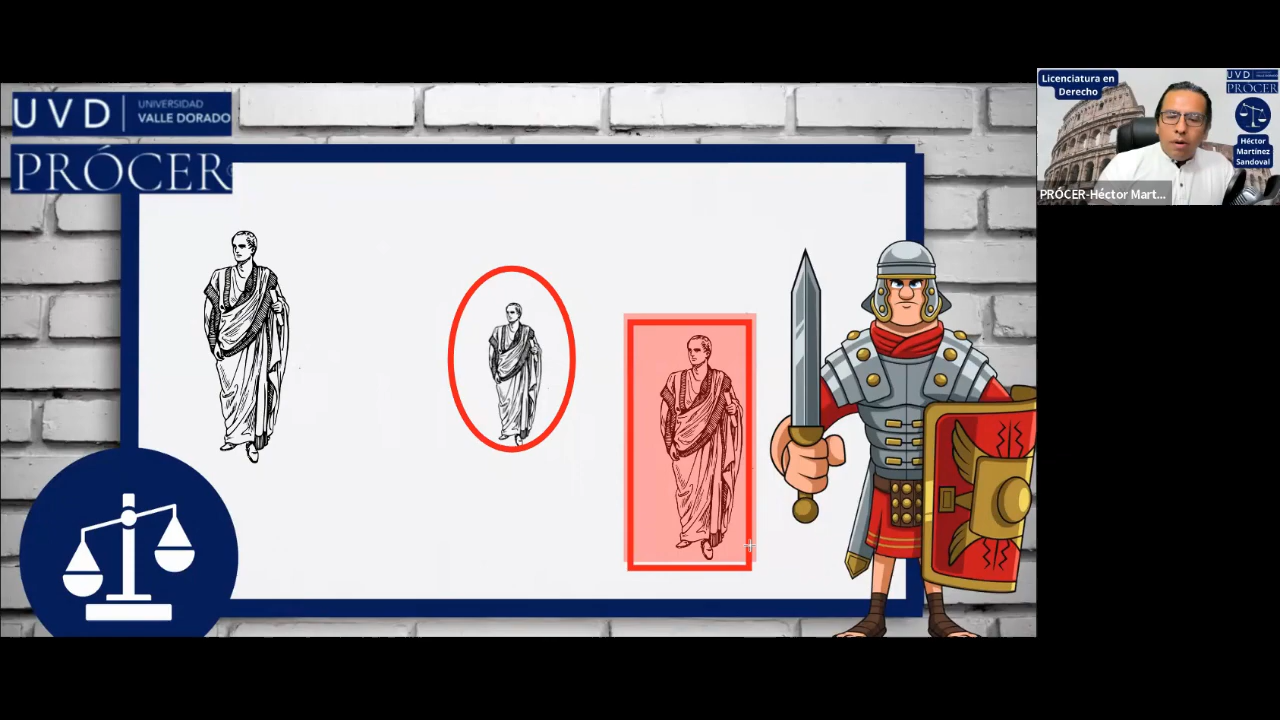 UVD
UNIVERSIDAD
VALLE DORADO
PRÓCER
Licenciatura en
Derecho
UVD
PRÓCER
Héctor
Martínez
Sandoval
PRÓCER-Héctor Mart...